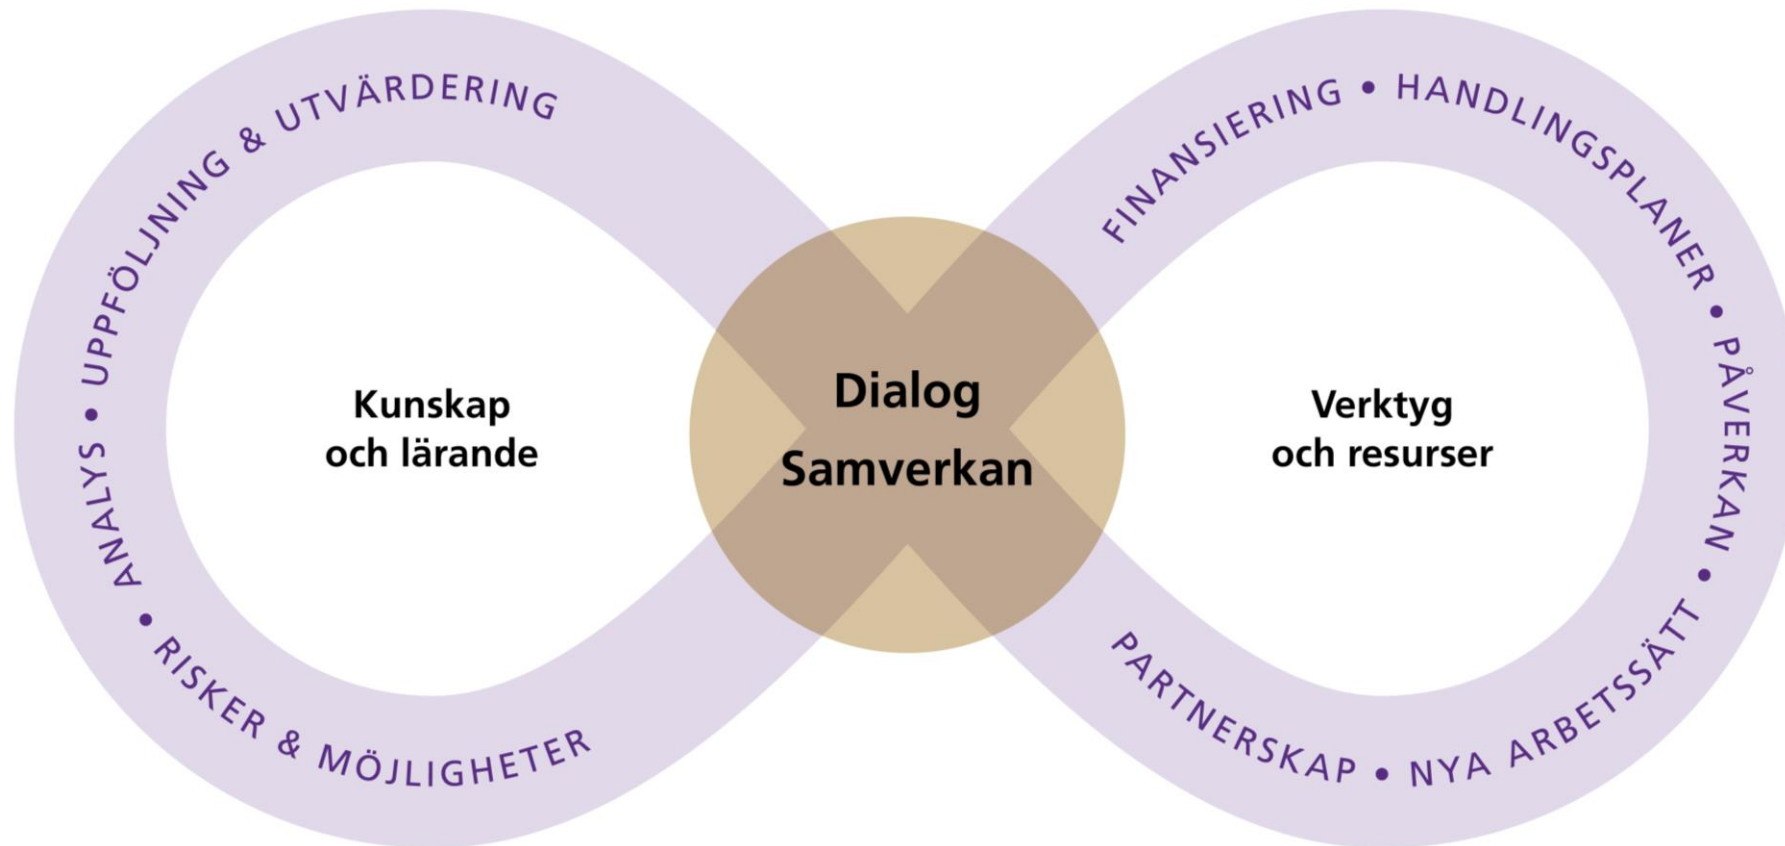 UPPFÖLJNING & UTVÄRDERING
• ANALYS •
RISKER & MÖJLIGHETER
Kunskap
och lärande
Dialog
Samverkan
FINANSIERING • HANDLINGSPLANER • PÅVERKAN •
PARTNERSKAP • NYA ARBETSSÄTT
Verktyg
och resurser